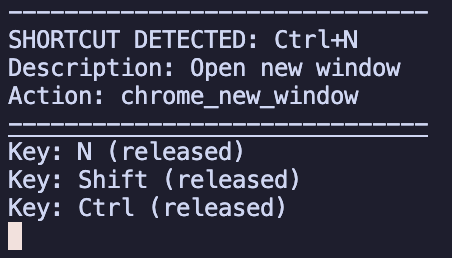 SHORTCUT DETECTED: Ctrl+N
Description: Open new window
Action: chrome_new_window
Key: N (released)
Key: Shift (released)
Key: Ctrl (released)